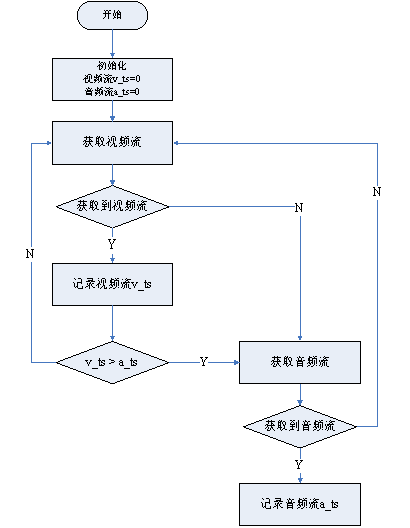 开始
初始化
视频流v_ts=0
音频流a_ts=0
获取视频流
获取到视频流
N
N
Y
N
记录视频流v_ts
v_ts > a_ts
Y
获取音频流
获取到音频流
Y
记录音频流a_ts